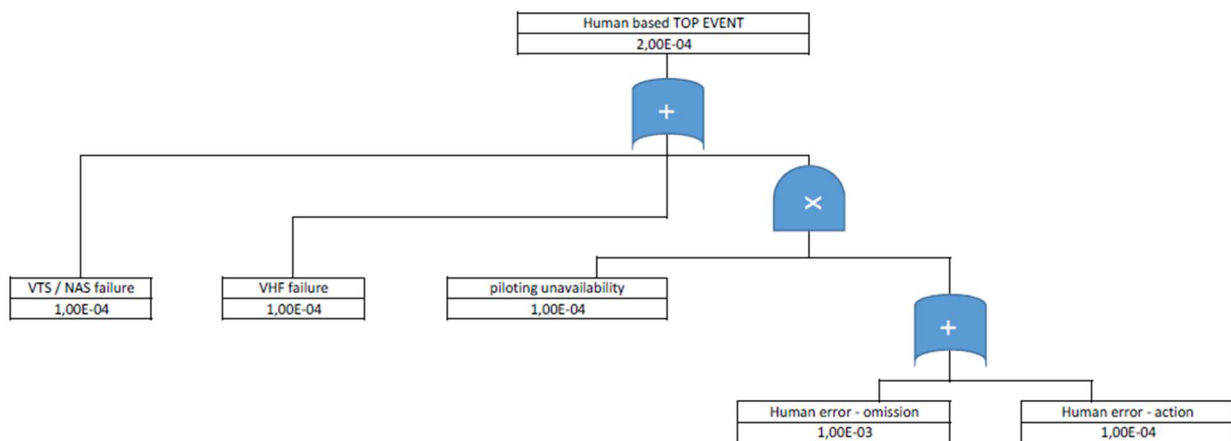 Human based TOP EVENT
2,00E-04
+
x
VTS / NAS failure
1,00E-04
VHF failure
1,00E-04
piloting unavailability
1,00E-04
+
Human error - omission
1,00E-03
Human error - action
1,00E-04